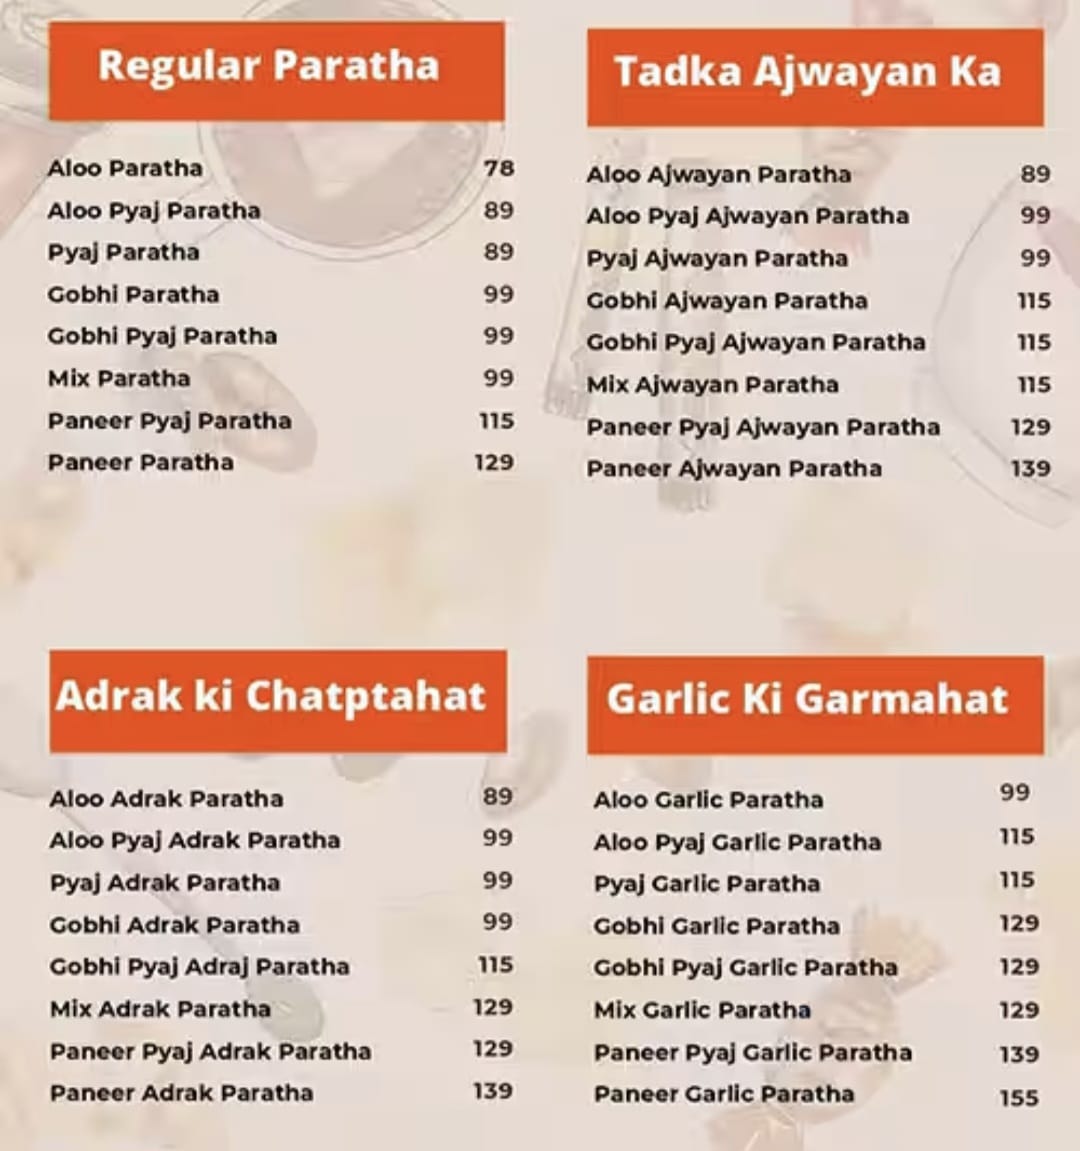 Regular Paratha
Aloo Paratha 78
Aloo Pyaj Paratha 89
Pyaj Paratha 89
Gobhi Paratha 99
Gobhi Pyaj Paratha 99
Mix Paratha 99
Paneer Pyaj Paratha 115
Paneer Paratha 129
Tadka Ajwayan Ka
Aloo Ajwayan Paratha 89
Aloo Pyaj Ajwayan Paratha 99
Pyaj Ajwayan Paratha 99
Gobhi Ajwayan Paratha 115
Gobhi Pyaj Ajwayan Paratha 115
Mix Ajwayan Paratha 115
Paneer Pyaj Ajwayan Paratha 129
Paneer Ajwayan Paratha 139
Adrak ki Chatptahat
Aloo Adrak Paratha 89
Aloo Pyaj Adrak Paratha 99
Pyaj Adrak Paratha 99
Gobhi Adrak Paratha 99
Gobhi Pyaj Adraj Paratha 115
Mix Adrak Paratha 129
Paneer Pyaj Adrak Paratha 129
Paneer Adrak Paratha 139
Garlic Ki Garmahat
Aloo Garlic Paratha 99
Aloo Pyaj Garlic Paratha 115
Pyaj Garlic Paratha 115
Gobhi Garlic Paratha 129
Gobhi Pyaj Garlic Paratha 129
Mix Garlic Paratha 129
Paneer Pyaj Garlic Paratha 139
Paneer Garlic Paratha 155